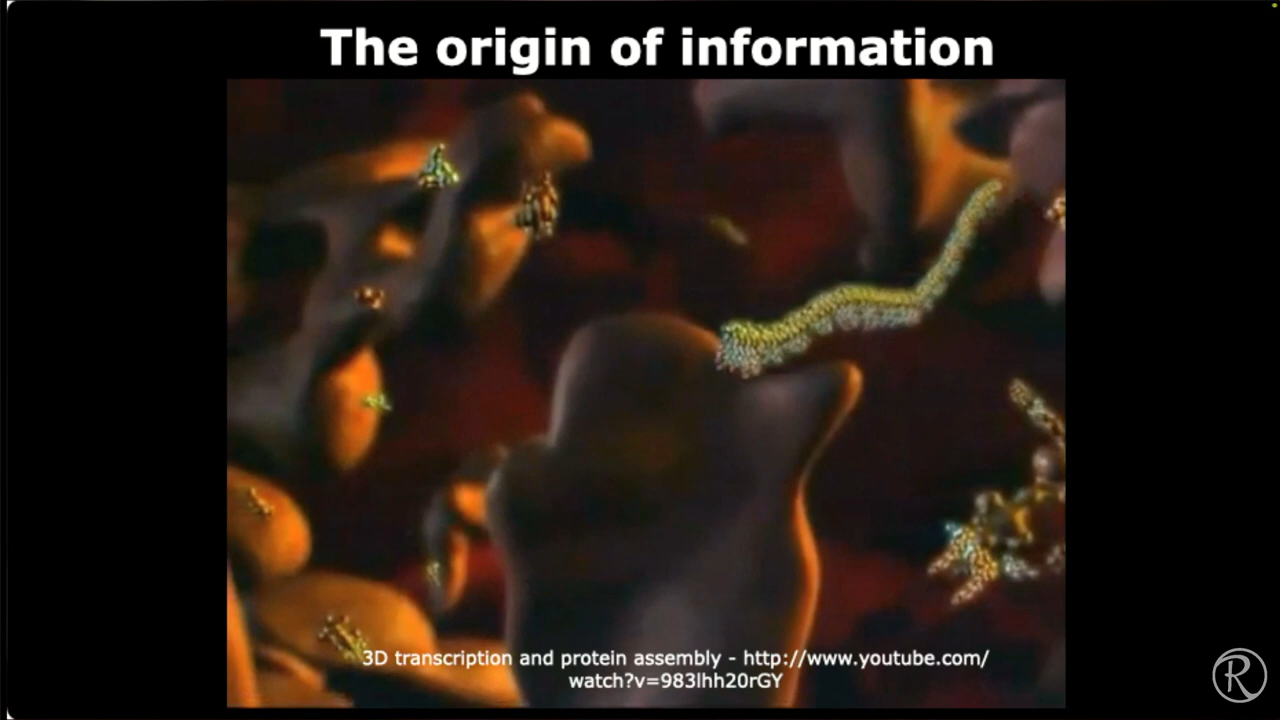 The origin of information
3D transcription and protein assembly - http://www.youtube.com/
watch?v=983lhh20rGY
R